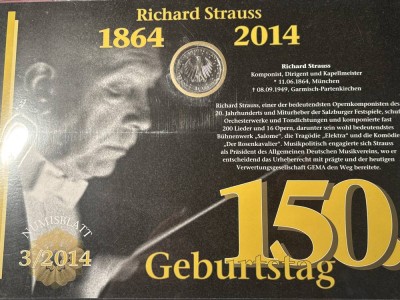 Richard Strauss
1864 2014
Richard Strauss
Komponist, Dirigent und Kapellmeister
* 11.06.1864, München
† 08.09.1949, Garmisch-Partenkirchen
Richard Strauss, einer der bedeutendsten Opernkomponisten des
20. Jahrhunderts und Miturheber der Salzburger Festspiele, schuf
Orchesterwerke und Tondichtungen und komponierte fast
200 Lieder und 16 Opern, darunter sein wohl bedeutendstes
Bühnenwerk „Salome", die Tragödie „Elektra" und die Komödie
„Der Rosenkavalier". Musikpolitisch engagierte sich Strauss
als Präsident des Allgemeinen Deutschen Musikvereins, wo er
entscheidend das Urheberrecht mit prägte und der heutigen
Verwertungsgesellschaft GEMA den Weg bereitete.
150.
Geburtstag
NUMISBLATT
3/2014